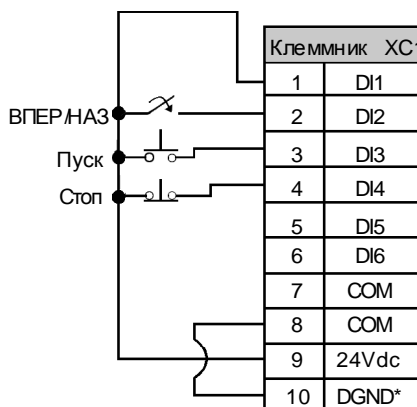 Клеммник XC1
1 DI1
ВПЕР/НАЗ 2 DI2
Пуск 3 DI3
Стоп 4 DI4
5 DI5
6 DI6
7 COM
8 COM
9 24Vdc
10 DGND*